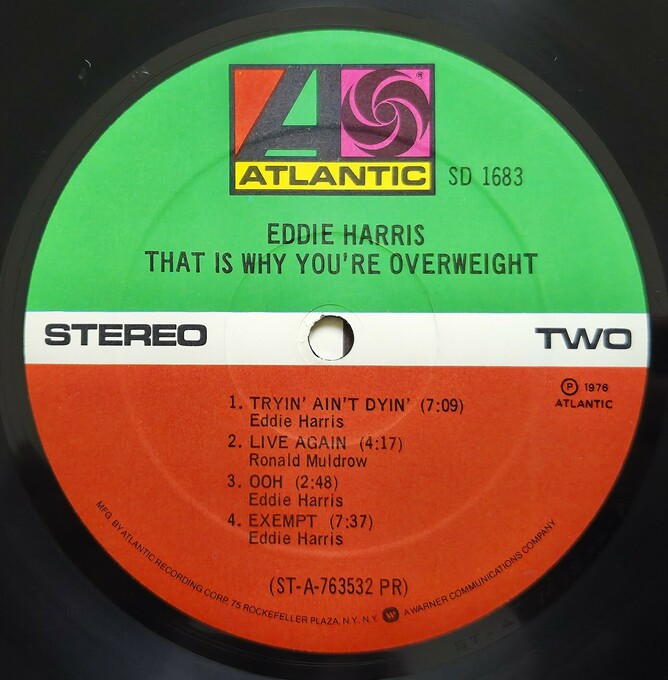 ATLANTIC
®
SD 1683
EDDIE HARRIS
THAT IS WHY YOU'RE OVERWEIGHT
STEREO
TWO
℗ 1976
ATLANTIC
1. TRYIN' AIN'T DYIN' (7:09)
Eddie Harris
2. LIVE AGAIN (4:17)
Ronald Muldrow
3. OOH (2:48)
Eddie Harris
4. EXEMPT (7:37)
Eddie Harris
(ST-A-763532 PR)
MFG. BY ATLANTIC RECORDING CORP. 75 ROCKEFELLER PLAZA, N.Y. N.Y. A WARNER COMMUNICATIONS COMPANY